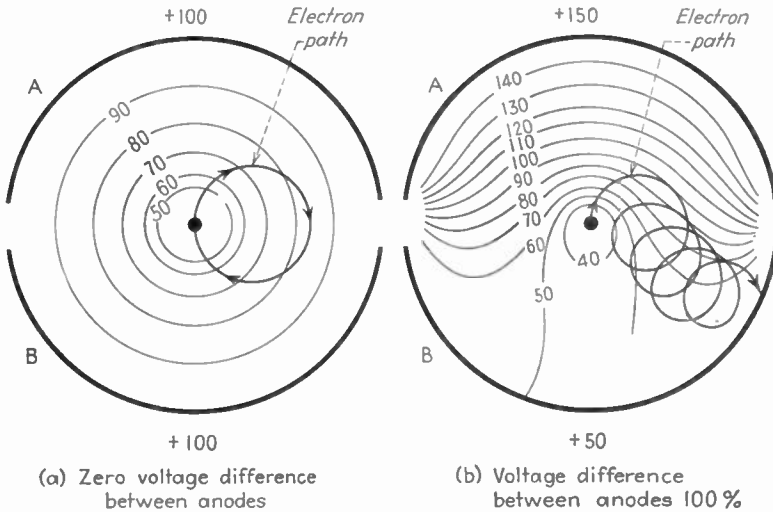 +100
Electron
path
A
90
80
70
60
50
B
+100
(a) Zero voltage difference
between anodes
+150
Electron
path
A
140
130
120
110
100
90
80
70
60
40
50
B
+50
(b) Voltage difference
between anodes 100%